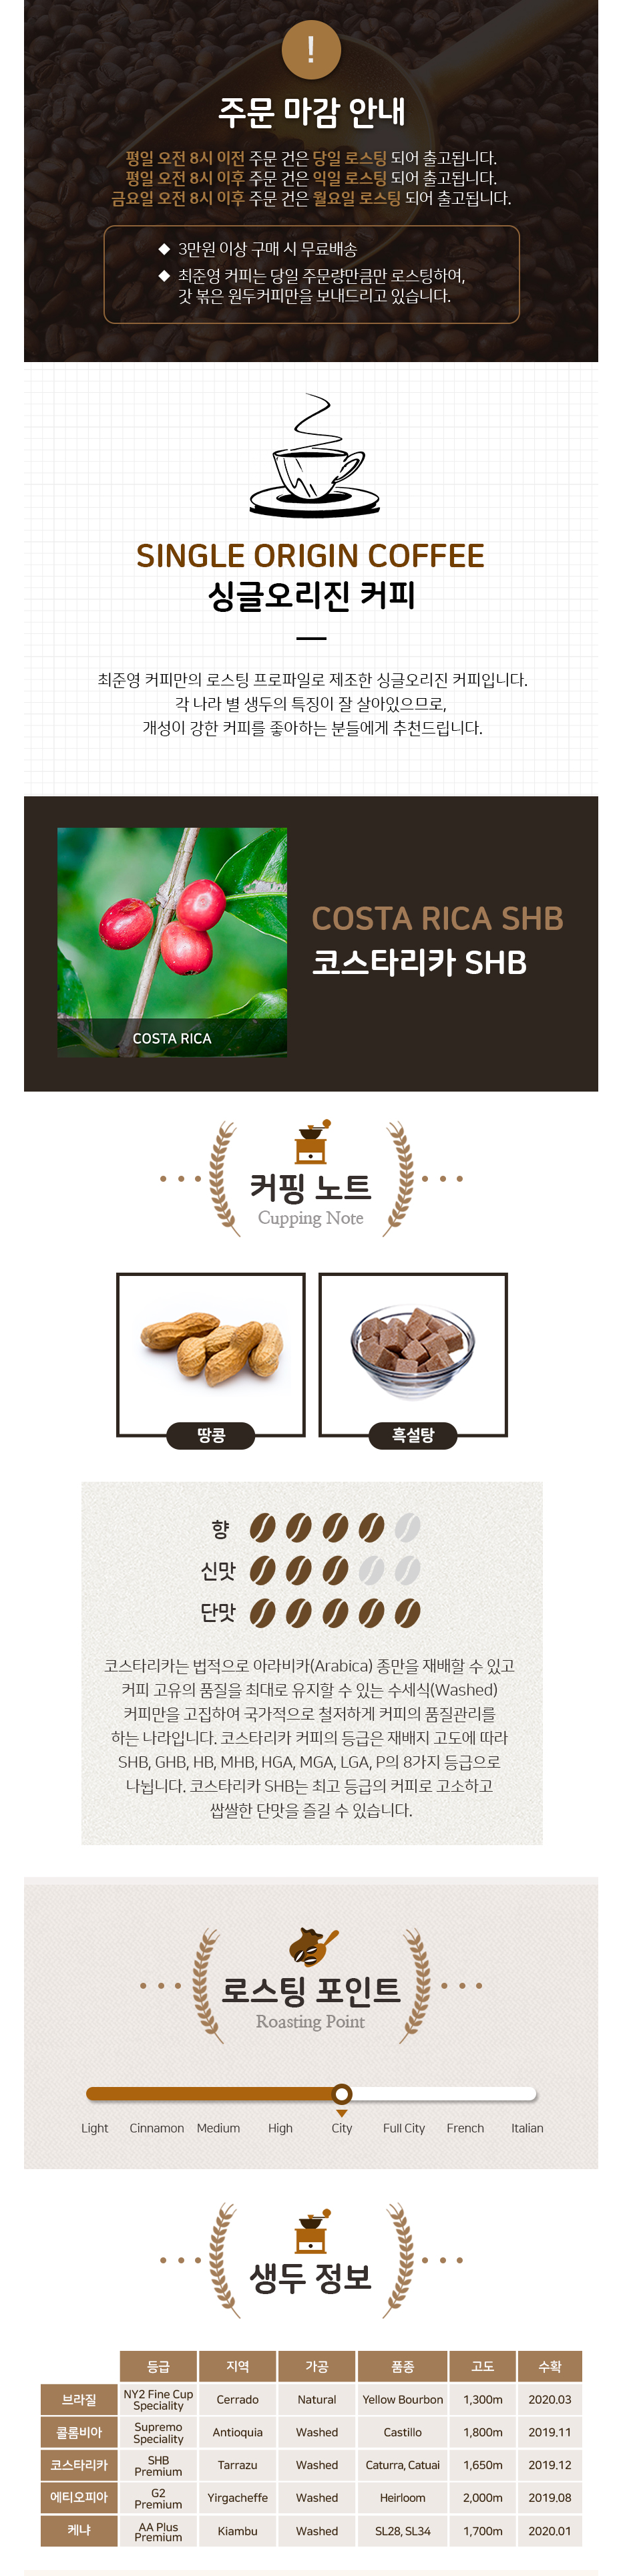 !
주문 마감 안내
평일 오전 8시 이전 주문 건은 당일 로스팅 되어 출고됩니다.
평일 오전 8시 이후 주문 건은 익일 로스팅 되어 출고됩니다.
금요일 오전 8시 이후 주문 건은 월요일 로스팅 되어 출고됩니다.
◆ 3만원 이상 구매 시 무료배송
◆ 최준영 커피는 당일 주문량만큼만 로스팅하여,
갓 볶은 원두커피만을 보내드리고 있습니다.
SINGLE ORIGIN COFFEE
싱글오리진 커피
최준영 커피만의 로스팅 프로파일로 제조한 싱글오리진 커피입니다.
각 나라 별 생두의 특징이 잘 살아있으므로,
개성이 강한 커피를 좋아하는 분들에게 추천드립니다.
COSTA RICA SHB
코스타리카 SHB
COSTA RICA
커핑 노트
Cupping Note
땅콩 흑설탕
향
신맛
단맛
코스타리카는 법적으로 아라비카(Arabica) 종만을 재배할 수 있고
커피 고유의 품질을 최대로 유지할 수 있는 수세식(Washed)
커피만을 고집하여 국가적으로 철저하게 커피의 품질관리를
하는 나라입니다. 코스타리카 커피의 등급은 재배지 고도에 따라
SHB, GHB, HB, MHB, HGA, MGA, LGA, P의 8가지 등급으로
나뉩니다. 코스타리카 SHB는 최고 등급의 커피로 고소하고
쌉쌀한 단맛을 즐길 수 있습니다.
로스팅 포인트
Roasting Point
Light Cinnamon Medium High City Full City French Italian
생두 정보
등급 지역 가공 품종 고도 수확
브라질 NY2 Fine Cup Speciality Cerrado Natural Yellow Bourbon 1,300m 2020.03
콜롬비아 Supremo Speciality Antioquia Washed Castillo 1,800m 2019.11
코스타리카 SHB Premium Tarrazu Washed Caturra, Catuai 1,650m 2019.12
에티오피아 G2 Premium Yirgacheffe Washed Heirloom 2,000m 2019.08
케냐 AA Plus Premium Kiambu Washed SL28, SL34 1,700m 2020.01